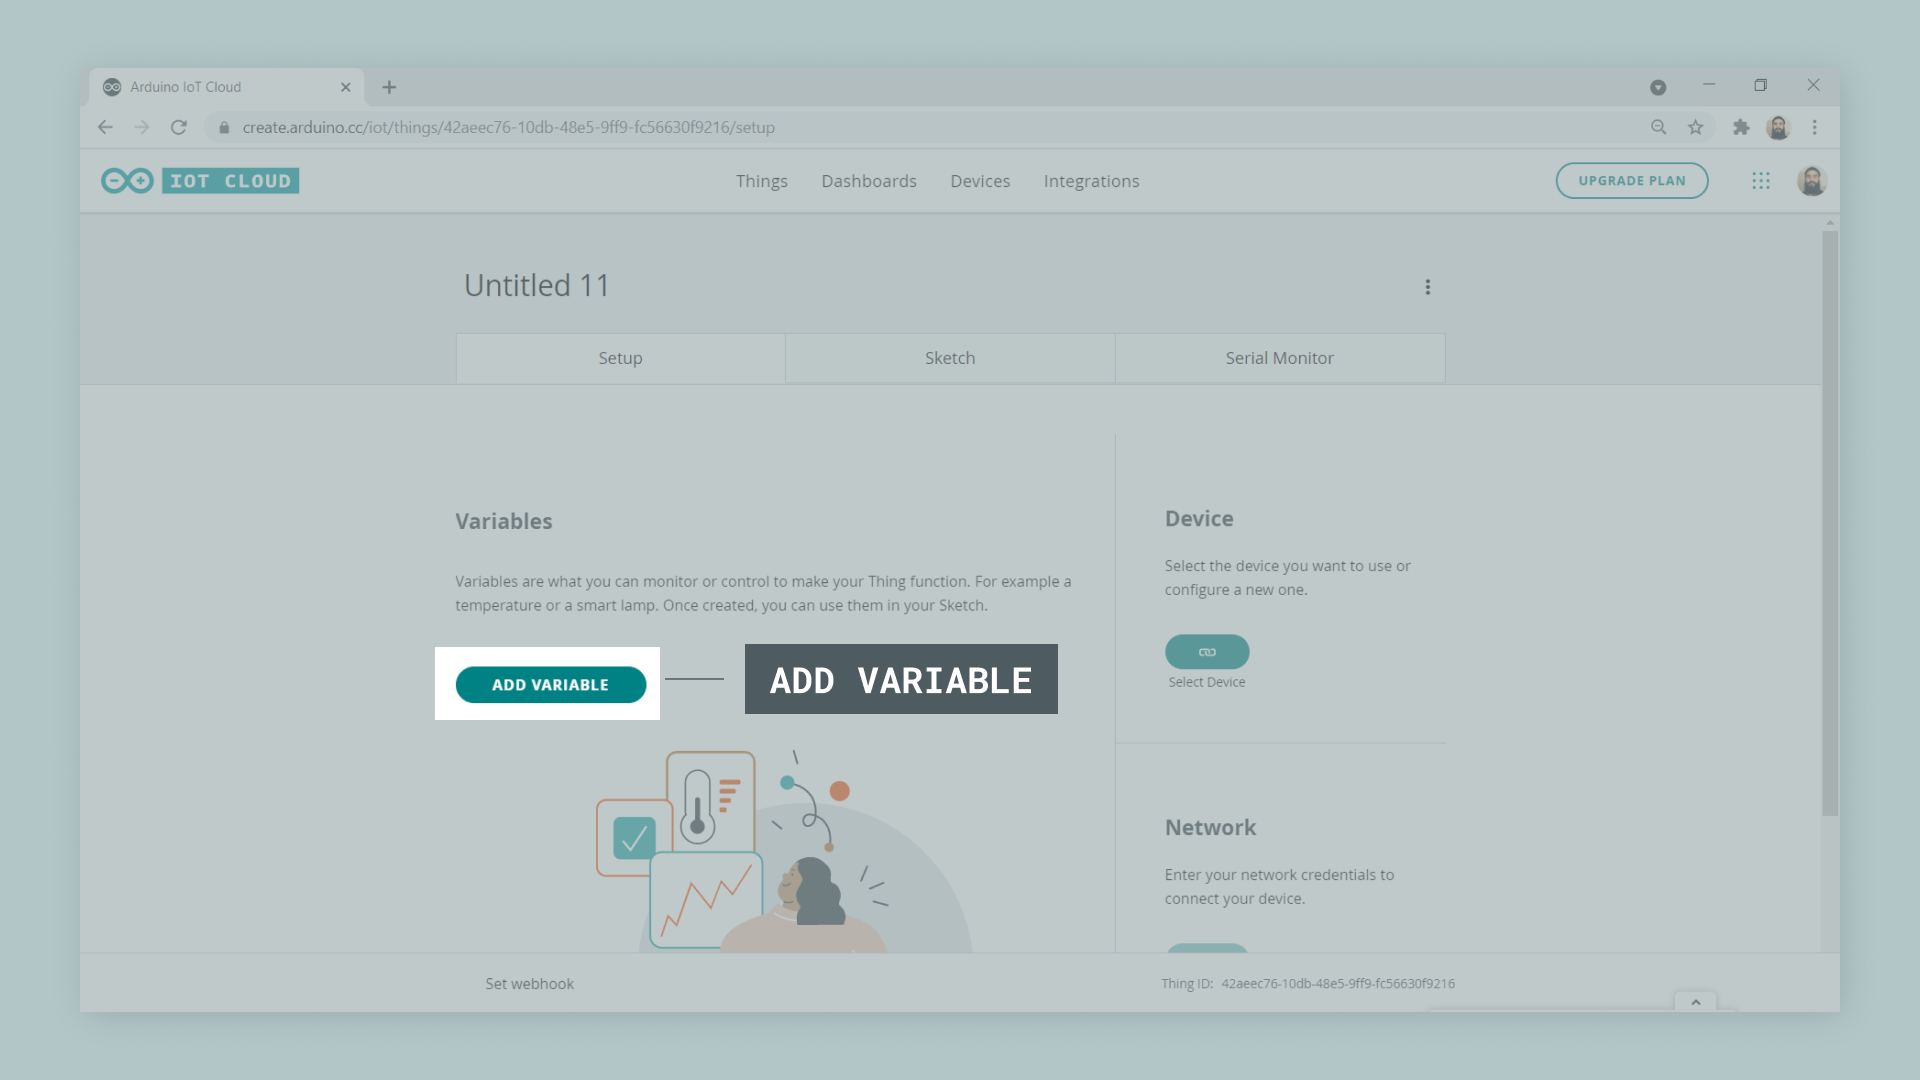 Arduino IoT Cloud
create.arduino.cc/iot/things/42aeec76-10db-48e5-9ff9-fc56630f9216/setup
IOT CLOUD
Things
Dashboards
Devices
Integrations
UPGRADE PLAN
Untitled 11
Setup
Sketch
Serial Monitor
Variables
Variables are what you can monitor or control to make your Thing function. For example a
temperature or a smart lamp. Once created, you can use them in your Sketch.
ADD VARIABLE
ADD VARIABLE
Device
Select the device you want to use or
configure a new one.
Select Device
Network
Enter your network credentials to
connect your device.
Set webhook
Thing ID: 42aeec76-10db-48e5-9ff9-fc56630f9216